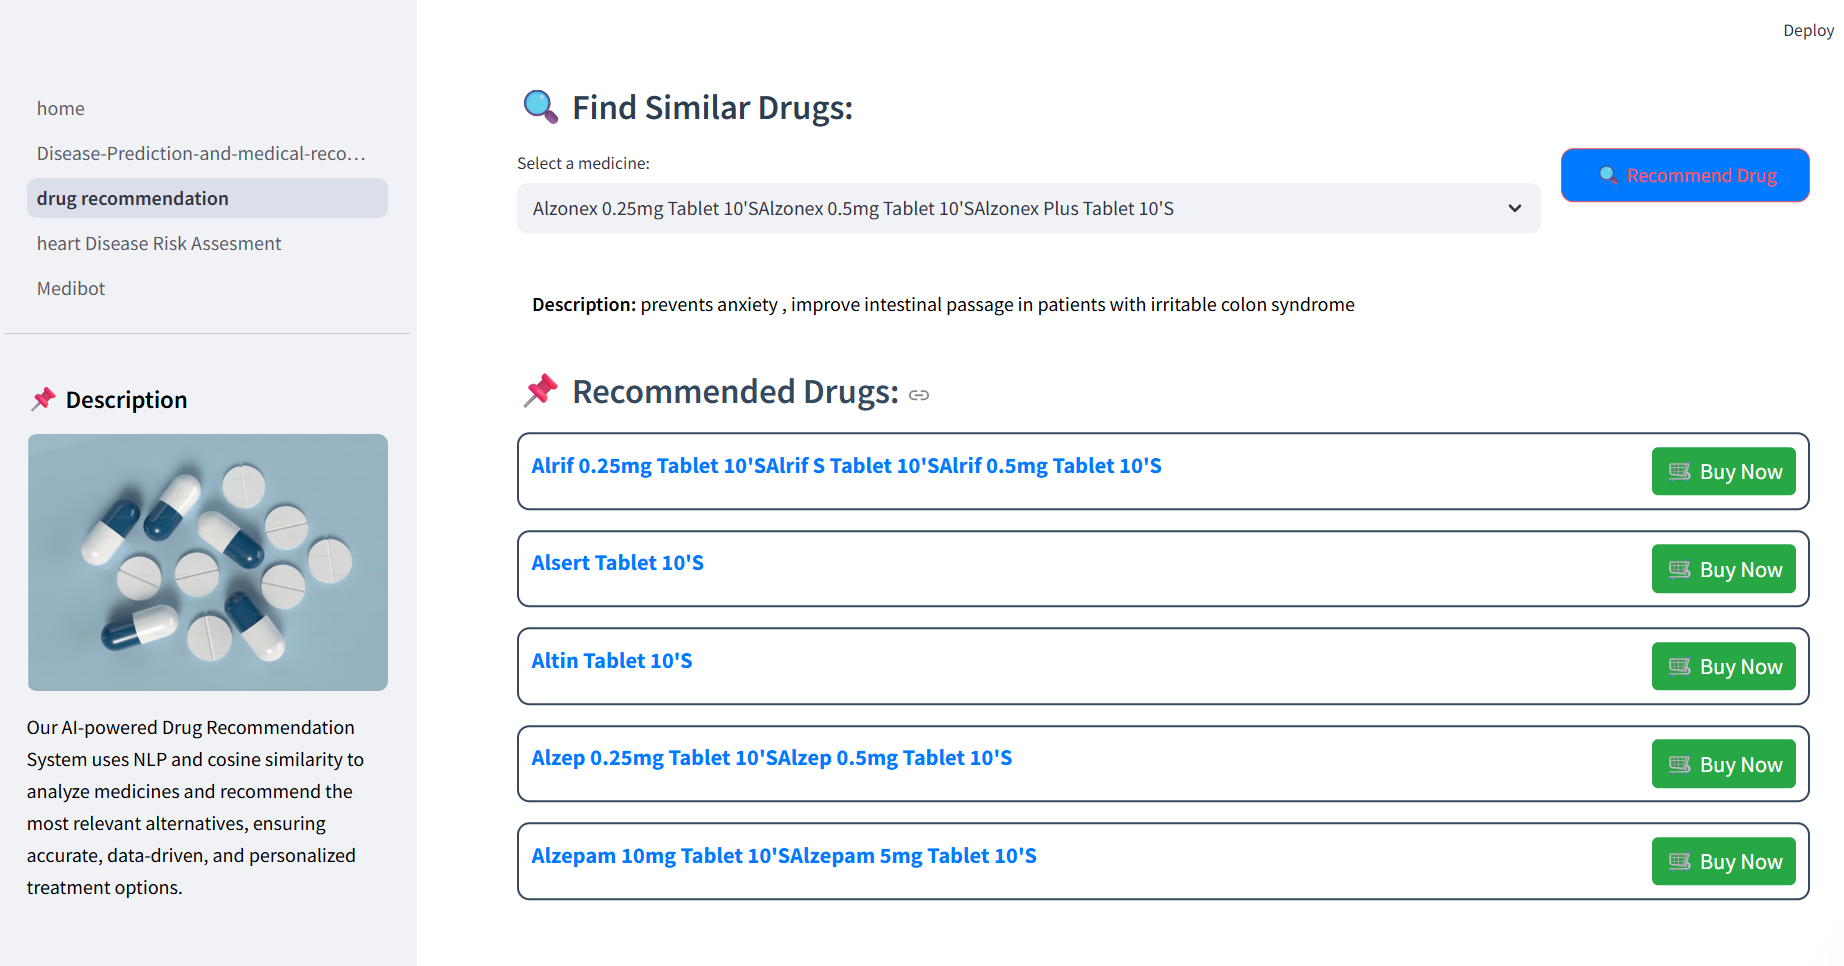 Deploy
home
Disease-Prediction-and-medical-reco...
drug recommendation
heart Disease Risk Assesment
Medibot
Description
Our AI-powered Drug Recommendation
System uses NLP and cosine similarity to
analyze medicines and recommend the
most relevant alternatives, ensuring
accurate, data-driven, and personalized
treatment options.
Find Similar Drugs:
Select a medicine:
Alzonex 0.25mg Tablet 10'SAlzonex 0.5mg Tablet 10'SAlzonex Plus Tablet 10'S
Recommend Drug
Description: prevents anxiety , improve intestinal passage in patients with irritable colon syndrome
Recommended Drugs:
Alrif 0.25mg Tablet 10'SAlrif S Tablet 10'SAlrif 0.5mg Tablet 10'S
Buy Now
Alsert Tablet 10'S
Buy Now
Altin Tablet 10'S
Buy Now
Alzep 0.25mg Tablet 10'SAlzep 0.5mg Tablet 10'S
Buy Now
Alzepam 10mg Tablet 10'SAlzepam 5mg Tablet 10'S
Buy Now